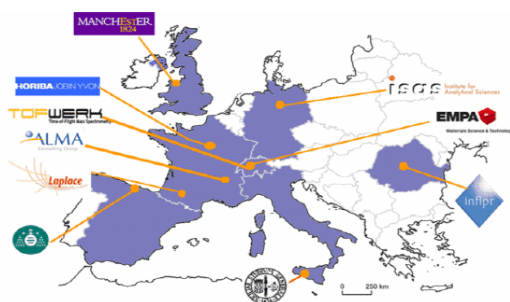 MANCHEstER
1824
HORIBA JOBIN YVON
TOFWERK
Time-of-Flight Mass Spectrometry
ALMA
Consulting Group
Laplace
isas
Institute for
Analytical Sciences
EMPA
Materials Science & Technology
inflpr
0 250 km